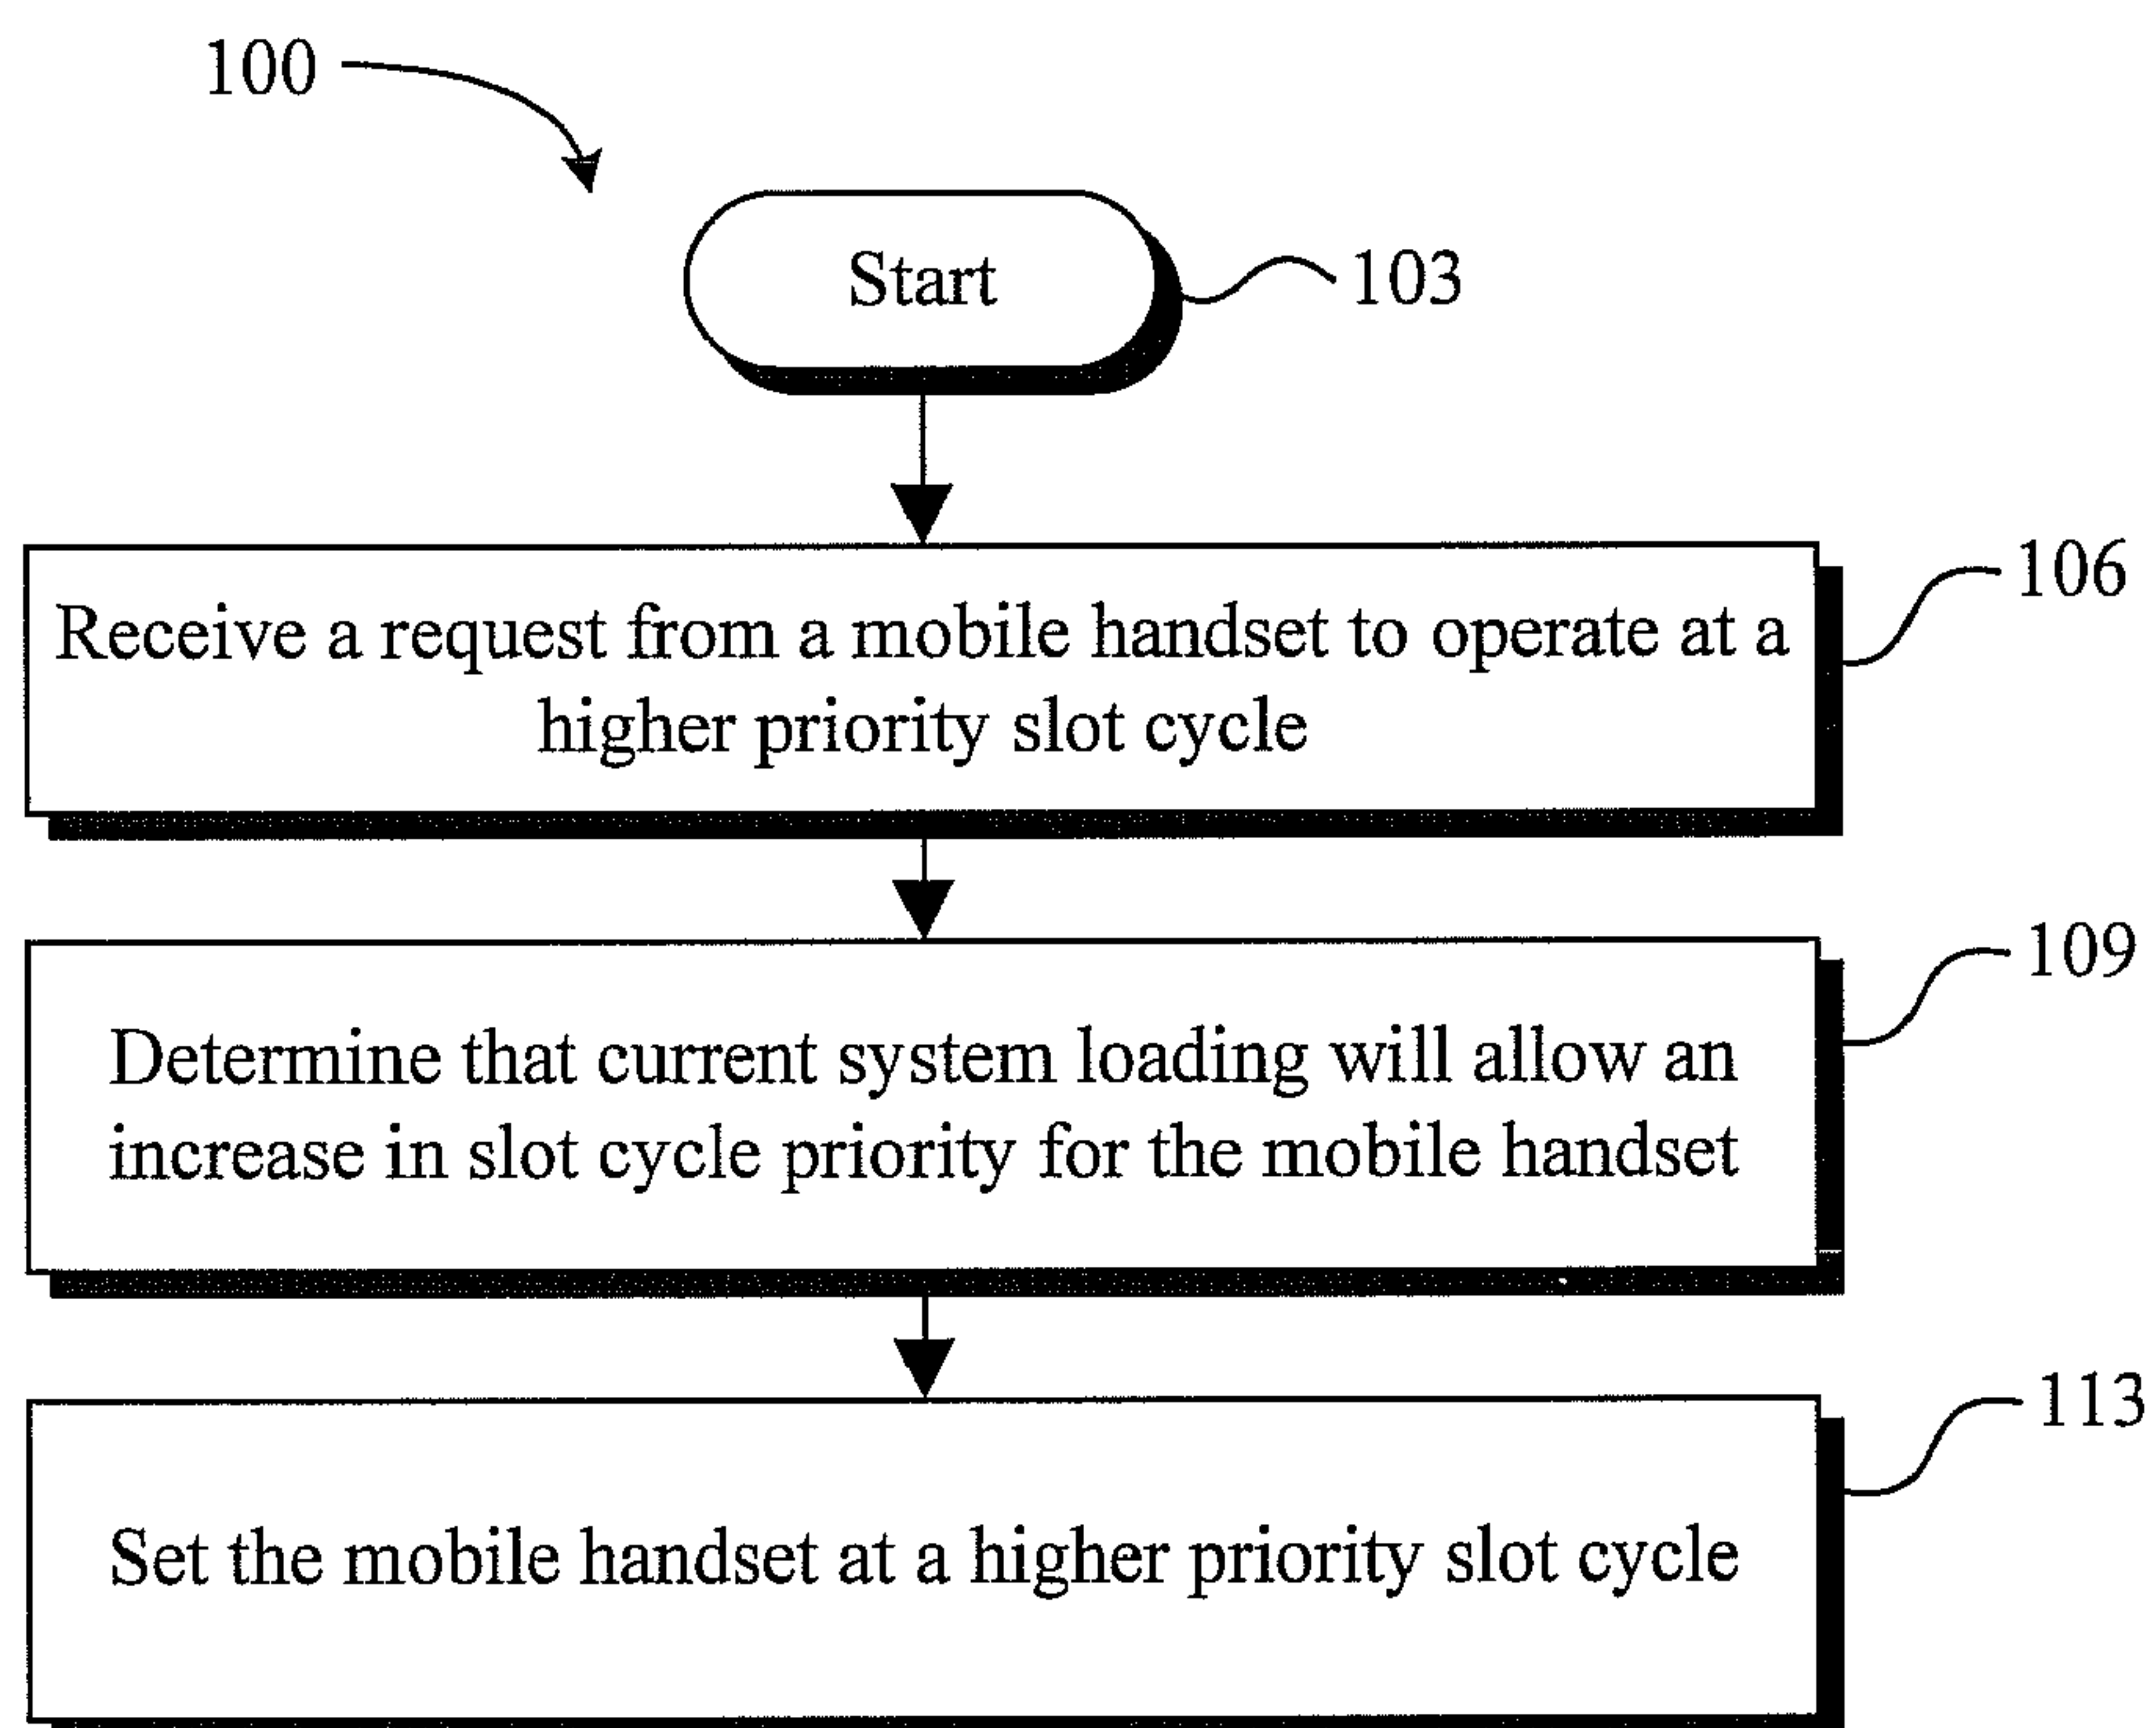 100
Start
103
Receive a request from a mobile handset to operate at a
higher priority slot cycle
106
Determine that current system loading will allow an
increase in slot cycle priority for the mobile handset
109
Set the mobile handset at a higher priority slot cycle
113